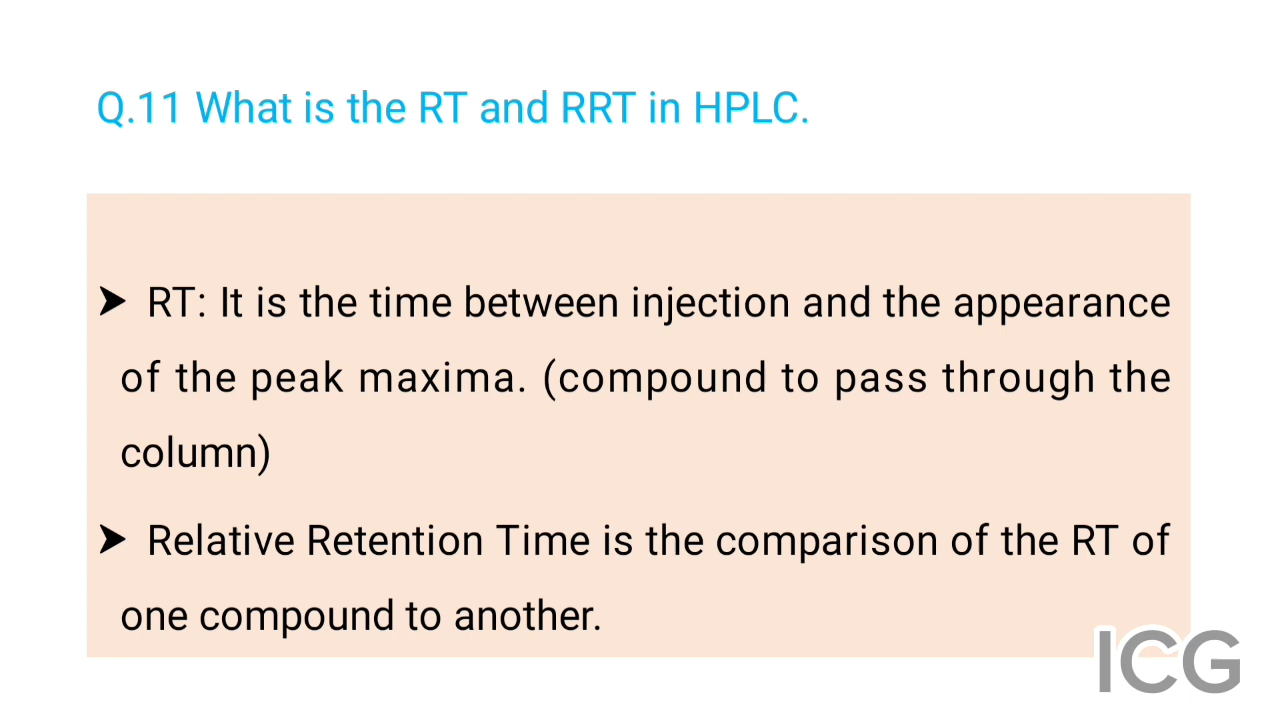 Q.11 What is the RT and RRT in HPLC.
➤ RT: It is the time between injection and the appearance
of the peak maxima. (compound to pass through the
column)
➤ Relative Retention Time is the comparison of the RT of
one compound to another.
ICG